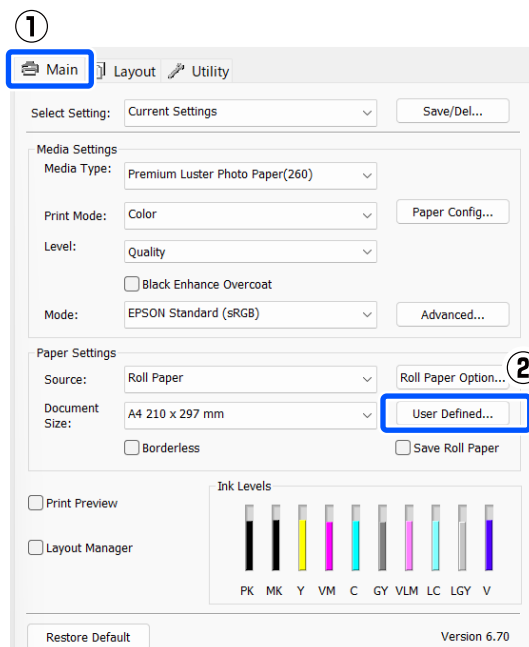 ①
Main Layout Utility
Select Setting: Current Settings Save/Del...
Media Settings
Media Type: Premium Luster Photo Paper(260)
Print Mode: Color Paper Config...
Level: Quality
Black Enhance Overcoat
Mode: EPSON Standard (sRGB) Advanced...
Paper Settings
②
Source: Roll Paper Roll Paper Option...
Document
Size: A4 210 x 297 mm User Defined...
Borderless Save Roll Paper
Ink Levels
Print Preview
Layout Manager
PK MK Y VM C GY VLM LC LGY V
Restore Default Version 6.70